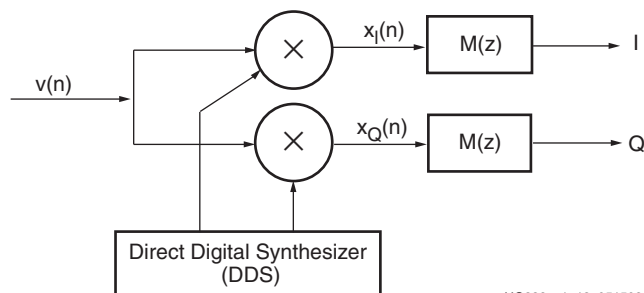 v(n)
×
x_I(n)
M(z)
I
×
x_Q(n)
M(z)
Q
Direct Digital Synthesizer
(DDS)